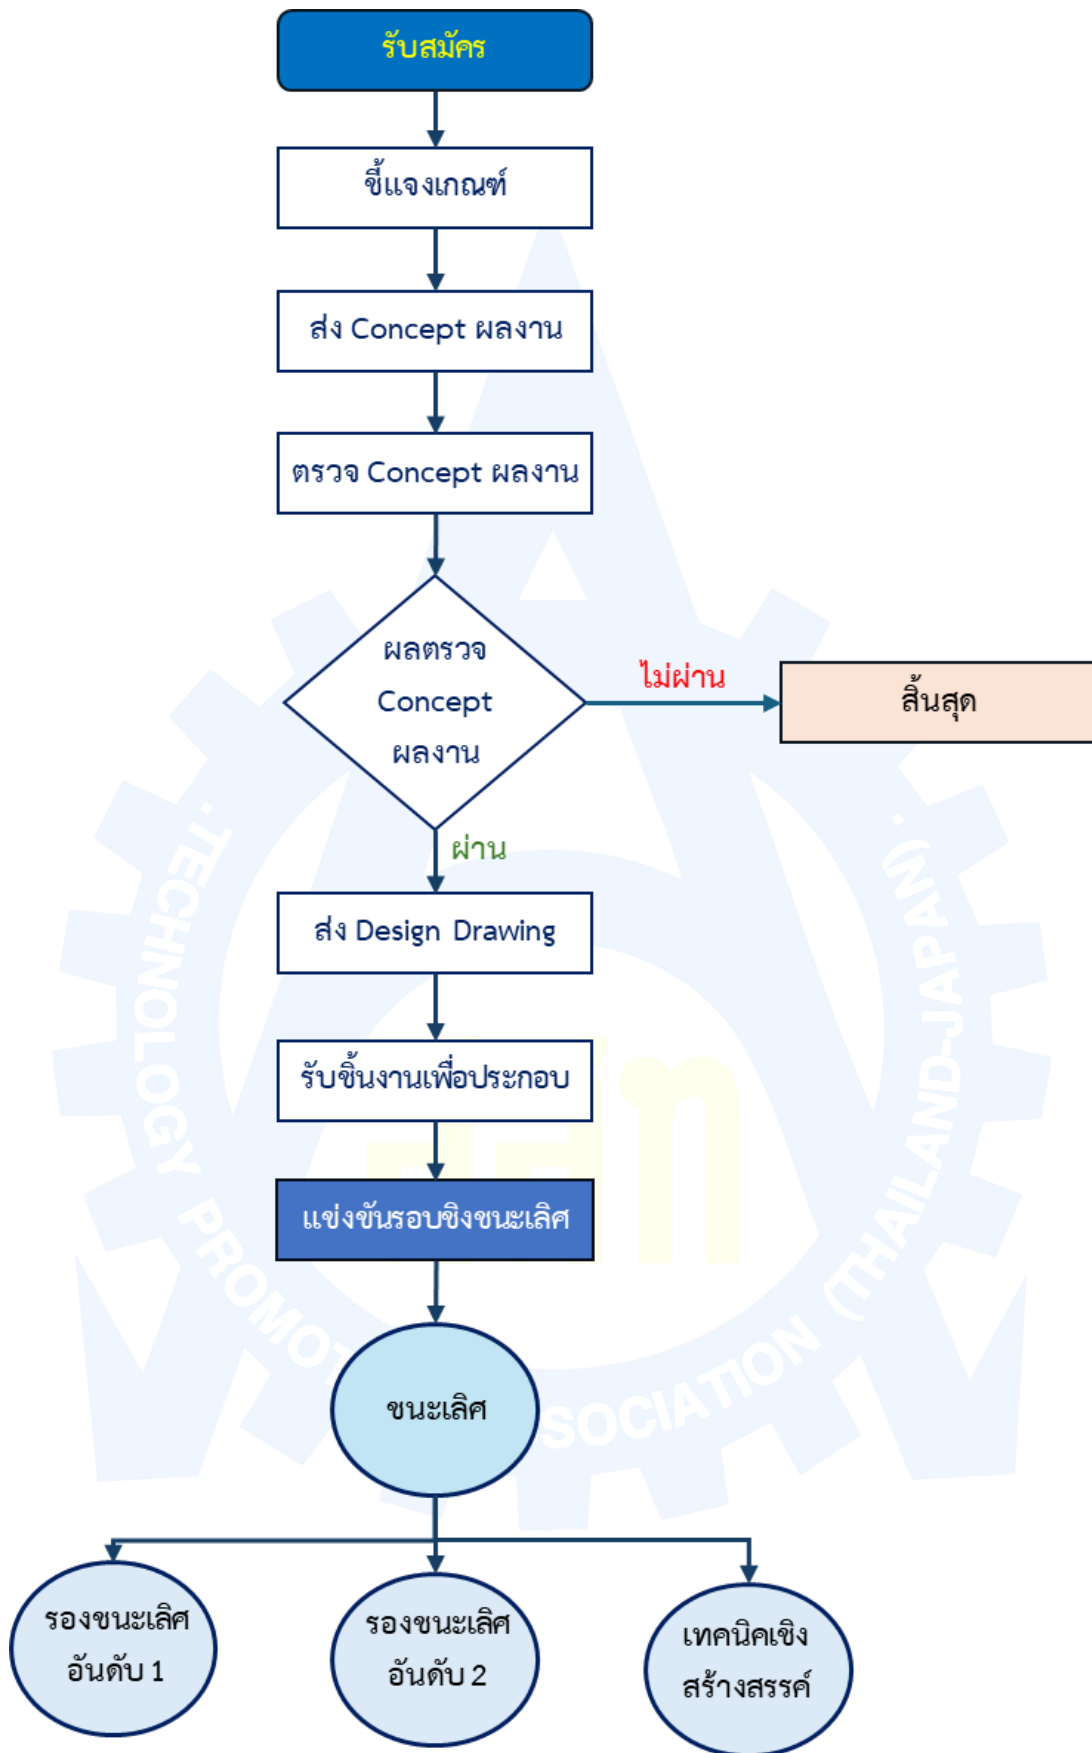 รับสมัคร
ชี้แจงเกณฑ์
ส่ง Concept ผลงาน
ตรวจ Concept ผลงาน
ผลตรวจ
Concept
ผลงาน
ไม่ผ่าน
สิ้นสุด
ผ่าน
ส่ง Design Drawing
รับชิ้นงานเพื่อประกอบ
แข่งขันรอบชิงชนะเลิศ
ชนะเลิศ
รองชนะเลิศ
อันดับ 1
รองชนะเลิศ
อันดับ 2
เทคนิคเชิง
สร้างสรรค์
· TECHNOLOGY PROMOT SOCIATION (THAILAND-JAPAN) ·